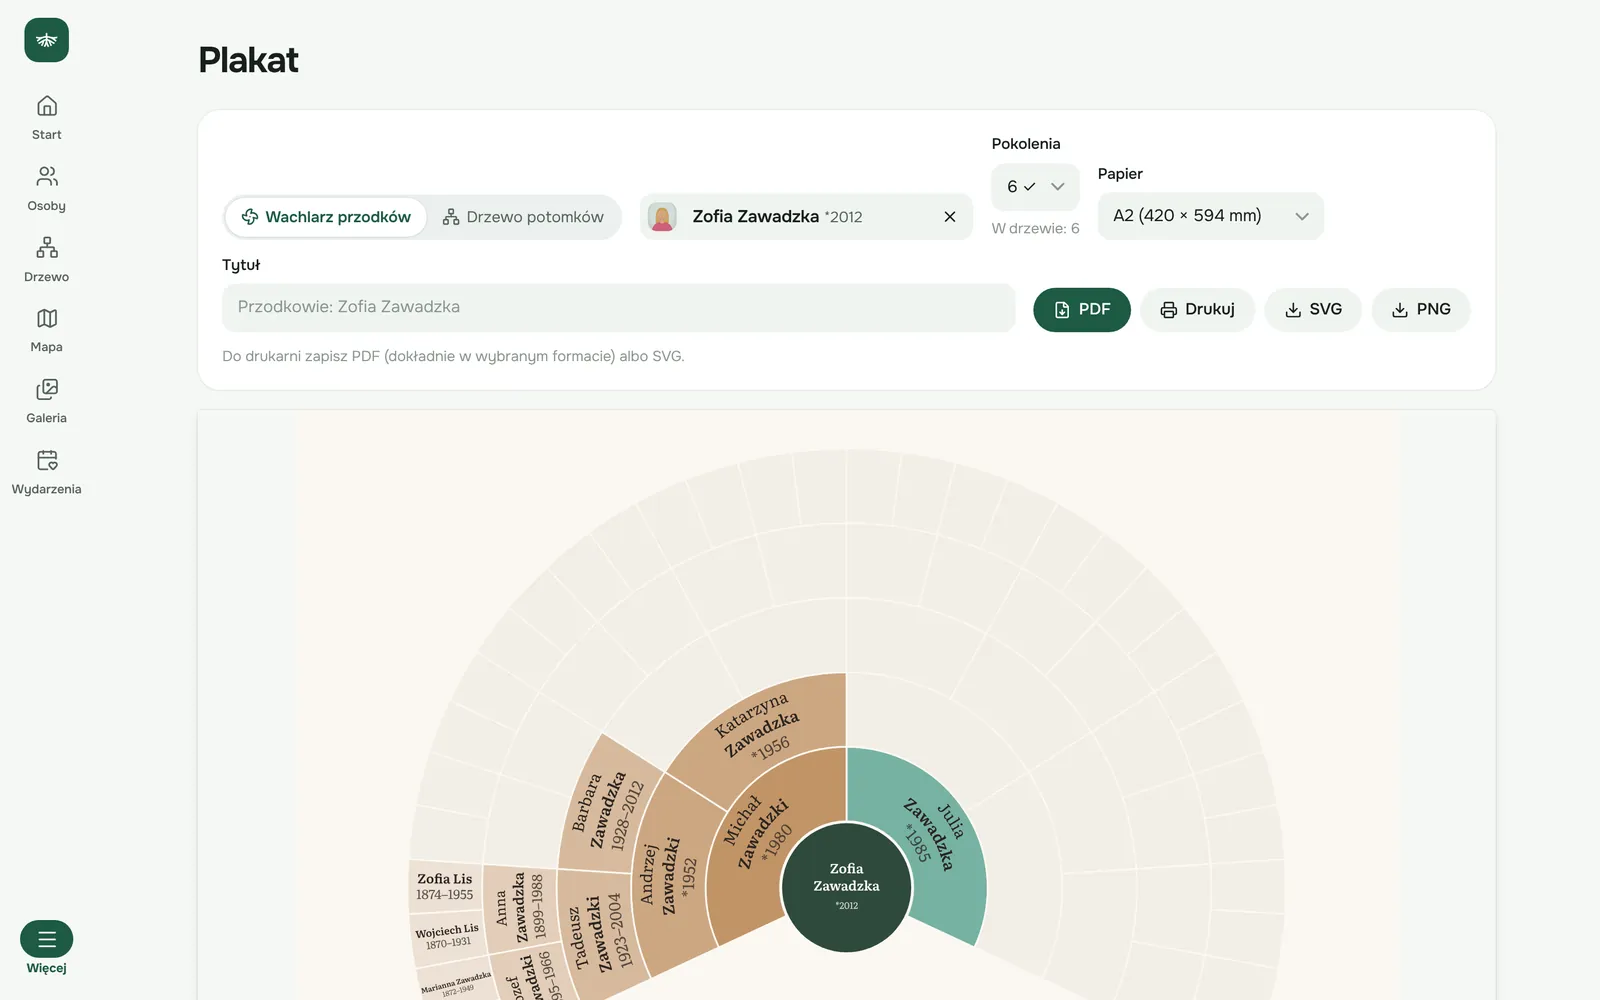 Plakat
Start
Osoby
Drzewo
Mapa
Galeria
Wydarzenia
Więcej
Wachlarz przodków
Drzewo potomków
Zofia Zawadzka *2012
Pokolenia
6
W drzewie: 6
Papier
A2 (420 × 594 mm)
Tytuł
Przodkowie: Zofia Zawadzka
PDF
Drukuj
SVG
PNG
Do drukarni zapisz PDF (dokładnie w wybranym formacie) albo SVG.
Katarzyna
Zawadzka
*1956
Barbara
Zawadzka
1928–2012
Michał
Zawadzki
*1980
Julia
Zawadzka
*1985
Andrzej
Zawadzki
*1952
Zofia
Zawadzka
*2012
Zofia Lis
1874–1955
Anna
Zawadzka
1899–1988
Tadeusz
Zawadzki
1923–2004
Wojciech Lis
1870–1931
Marianna Zawadzka
1872–1949